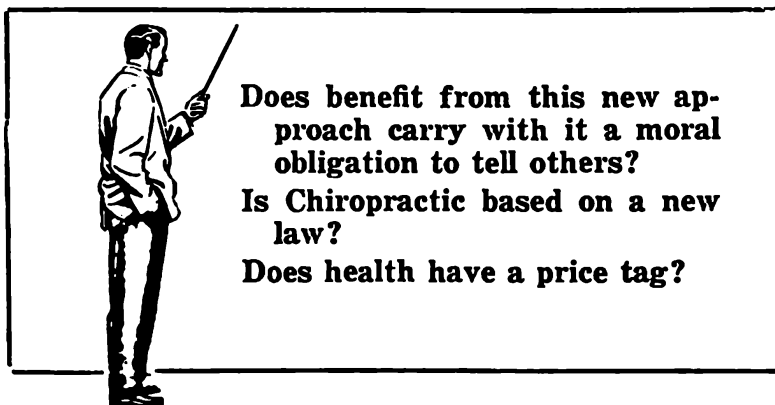 Does benefit from this new ap-
proach carry with it a moral
obligation to tell others?
Is Chiropractic based on a new
law?
Does health have a price tag?